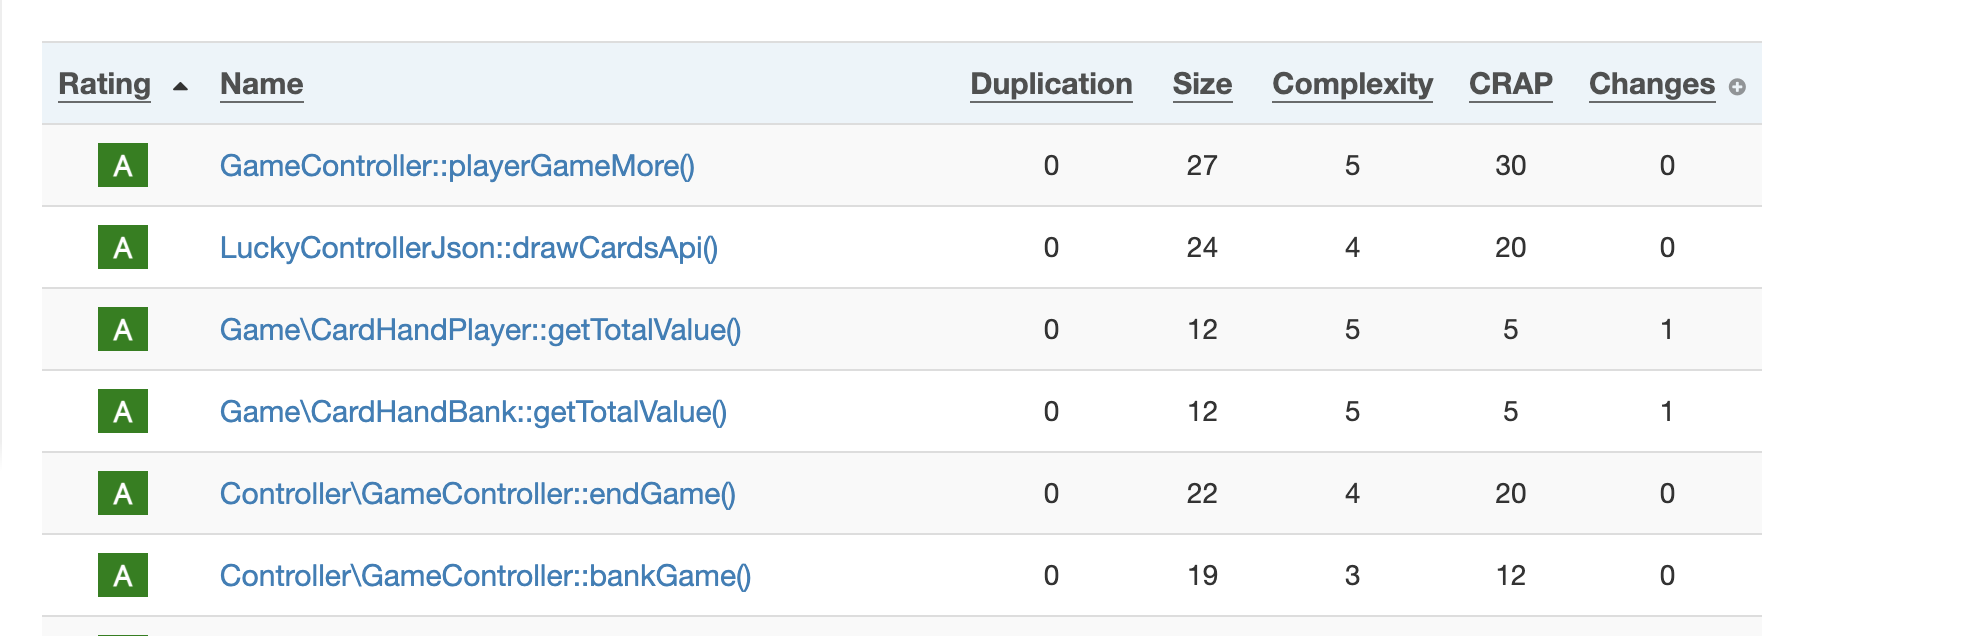 Rating Name Duplication Size Complexity CRAP Changes
A GameController::playerGameMore() 0 27 5 30 0
A LuckyControllerJson::drawCardsApi() 0 24 4 20 0
A Game\CardHandPlayer::getTotalValue() 0 12 5 5 1
A Game\CardHandBank::getTotalValue() 0 12 5 5 1
A Controller\GameController::endGame() 0 22 4 20 0
A Controller\GameController::bankGame() 0 19 3 12 0